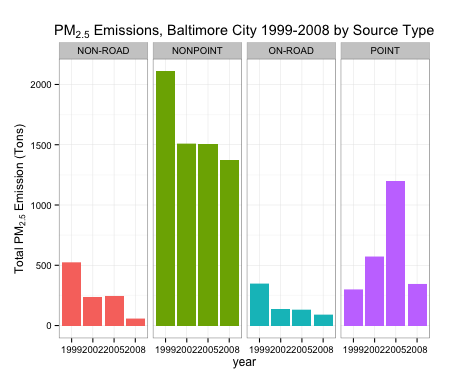 PM2.5 Emissions, Baltimore City 1999-2008 by Source Type
NON-ROAD NONPOINT ON-ROAD POINT
Total PM2.5 Emission (Tons)
2000
1500
1000
500
0
1999200220052008 1999200220052008 1999200220052008 1999200220052008
year